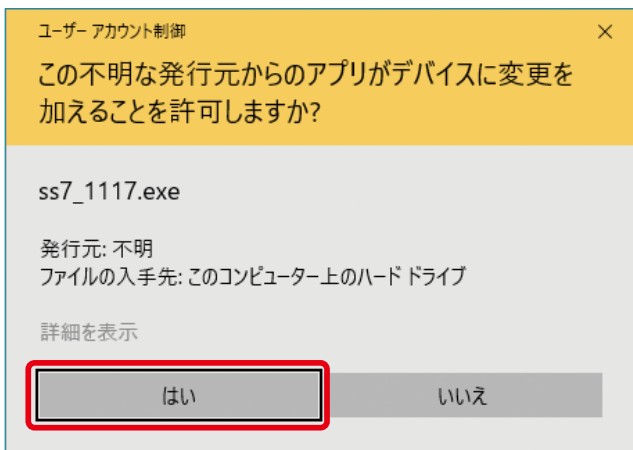 ユーザー アカウント制御
この不明な発行元からのアプリがデバイスに変更を
加えることを許可しますか?
ss7_1117.exe
発行元: 不明
ファイルの入手先: このコンピューター上のハード ドライブ
詳細を表示
はい
いいえ